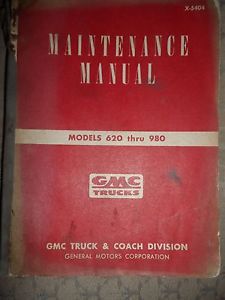 X-5404
MAINTENANCE
MANUAL
MODELS 620 thru 980
GMC
TRUCKS
GMC TRUCK & COACH DIVISION
GENERAL MOTORS CORPORATION